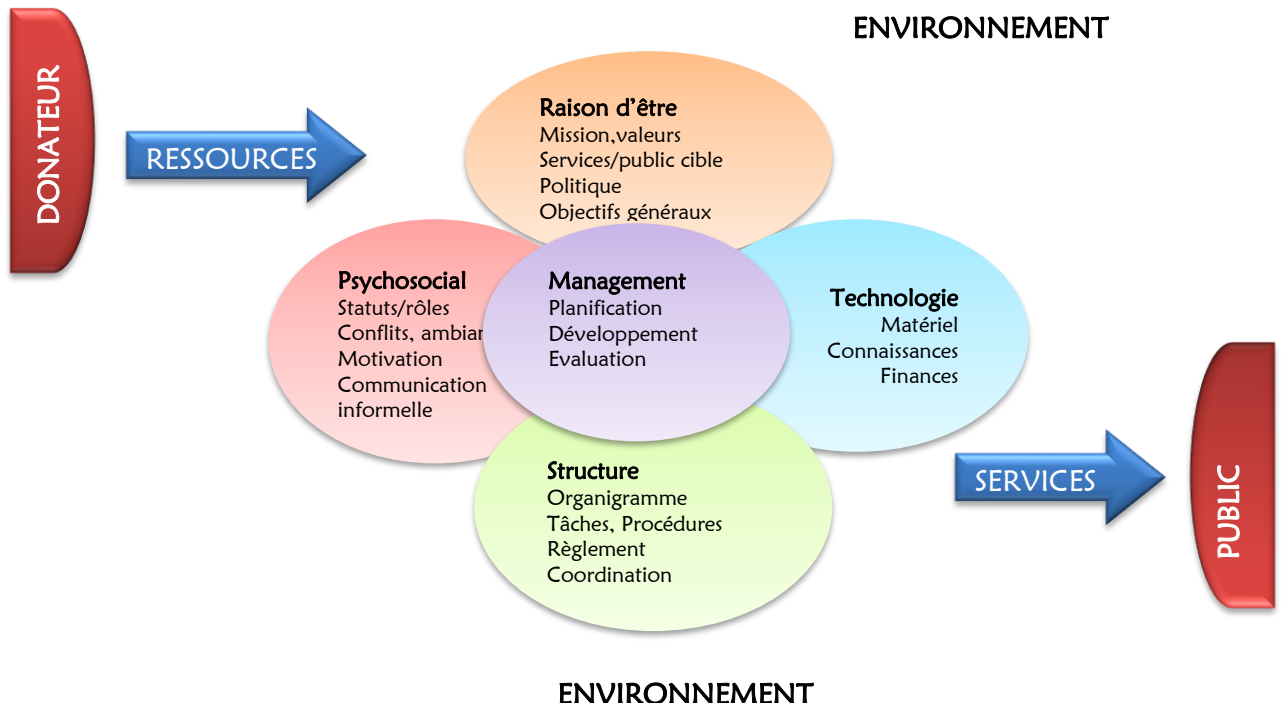 ENVIRONNEMENT
DONATEUR
RESSOURCES
Raison d'être
Mission,valeurs
Services/public cible
Politique
Objectifs généraux
Psychosocial
Statuts/rôles
Conflits, ambian
Motivation
Communication
informelle
Management
Planification
Développement
Evaluation
Technologie
Matériel
Connaissances
Finances
Structure
Organigramme
Tâches, Procédures
Règlement
Coordination
SERVICES
PUBLIC
ENVIRONNEMENT